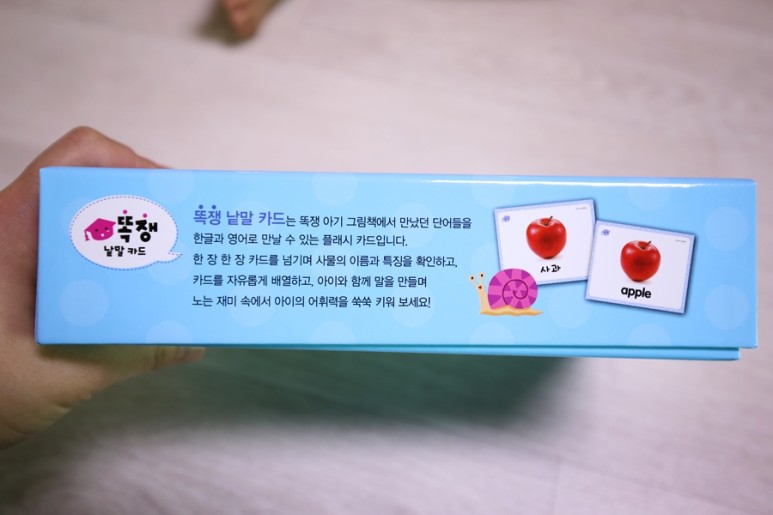 똑쟁
낱말 카드
똑쟁 낱말 카드는 똑쟁 아기 그림책에서 만났던 단어들을
한글과 영어로 만날 수 있는 플래시 카드입니다.
한 장 한 장 카드를 넘기며 사물의 이름과 특징을 확인하고,
카드를 자유롭게 배열하고, 아이와 함께 말을 만들며
노는 재미 속에서 아이의 어휘력을 쑥쑥 키워 보세요!
사과
apple